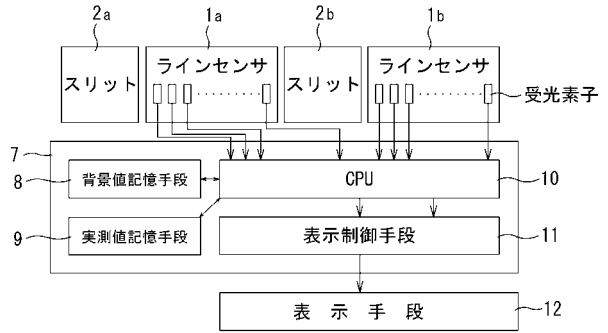 2a 1a 2b 1b
スリット ラインセンサ スリット ラインセンサ
受光素子
7
8 背景値記憶手段 CPU 10
9 実測値記憶手段 表示制御手段 11
表示手段 12